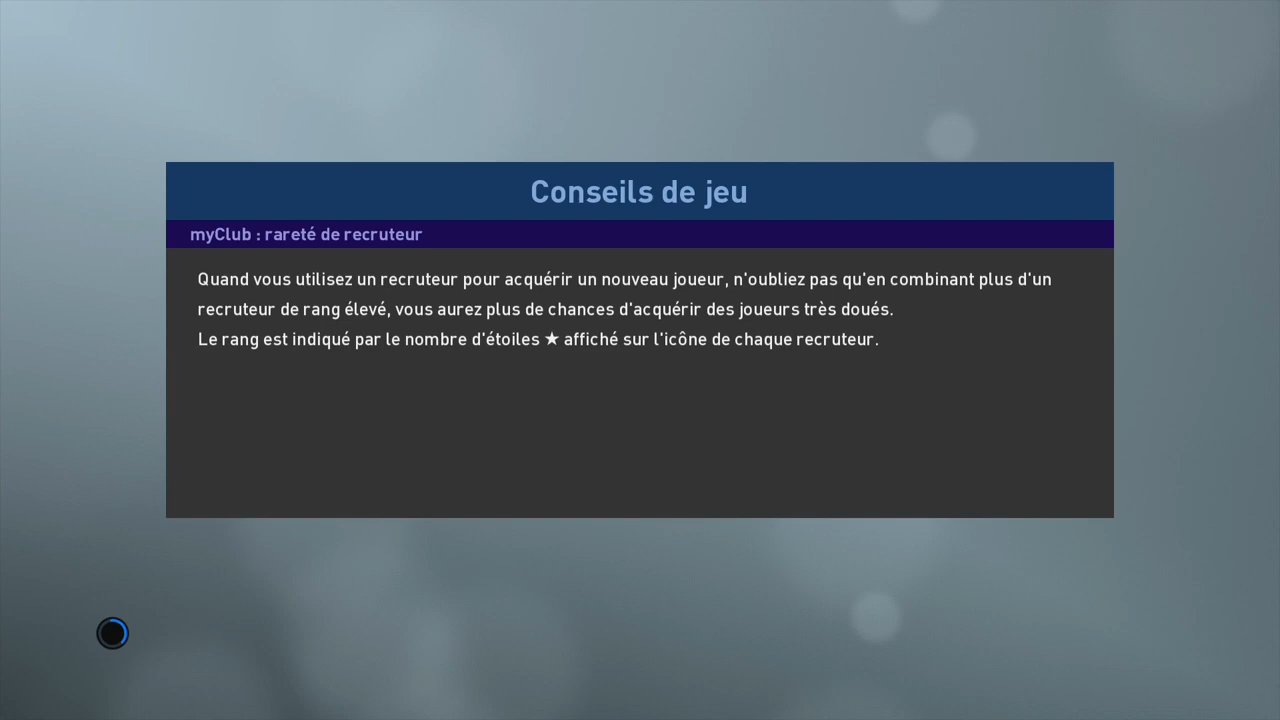 Conseils de jeu
myClub : rareté de recruteur
Quand vous utilisez un recruteur pour acquérir un nouveau joueur, n'oubliez pas qu'en combinant plus d'un
recruteur de rang élevé, vous aurez plus de chances d'acquérir des joueurs très doués.
Le rang est indiqué par le nombre d'étoiles ★ affiché sur l'icône de chaque recruteur.